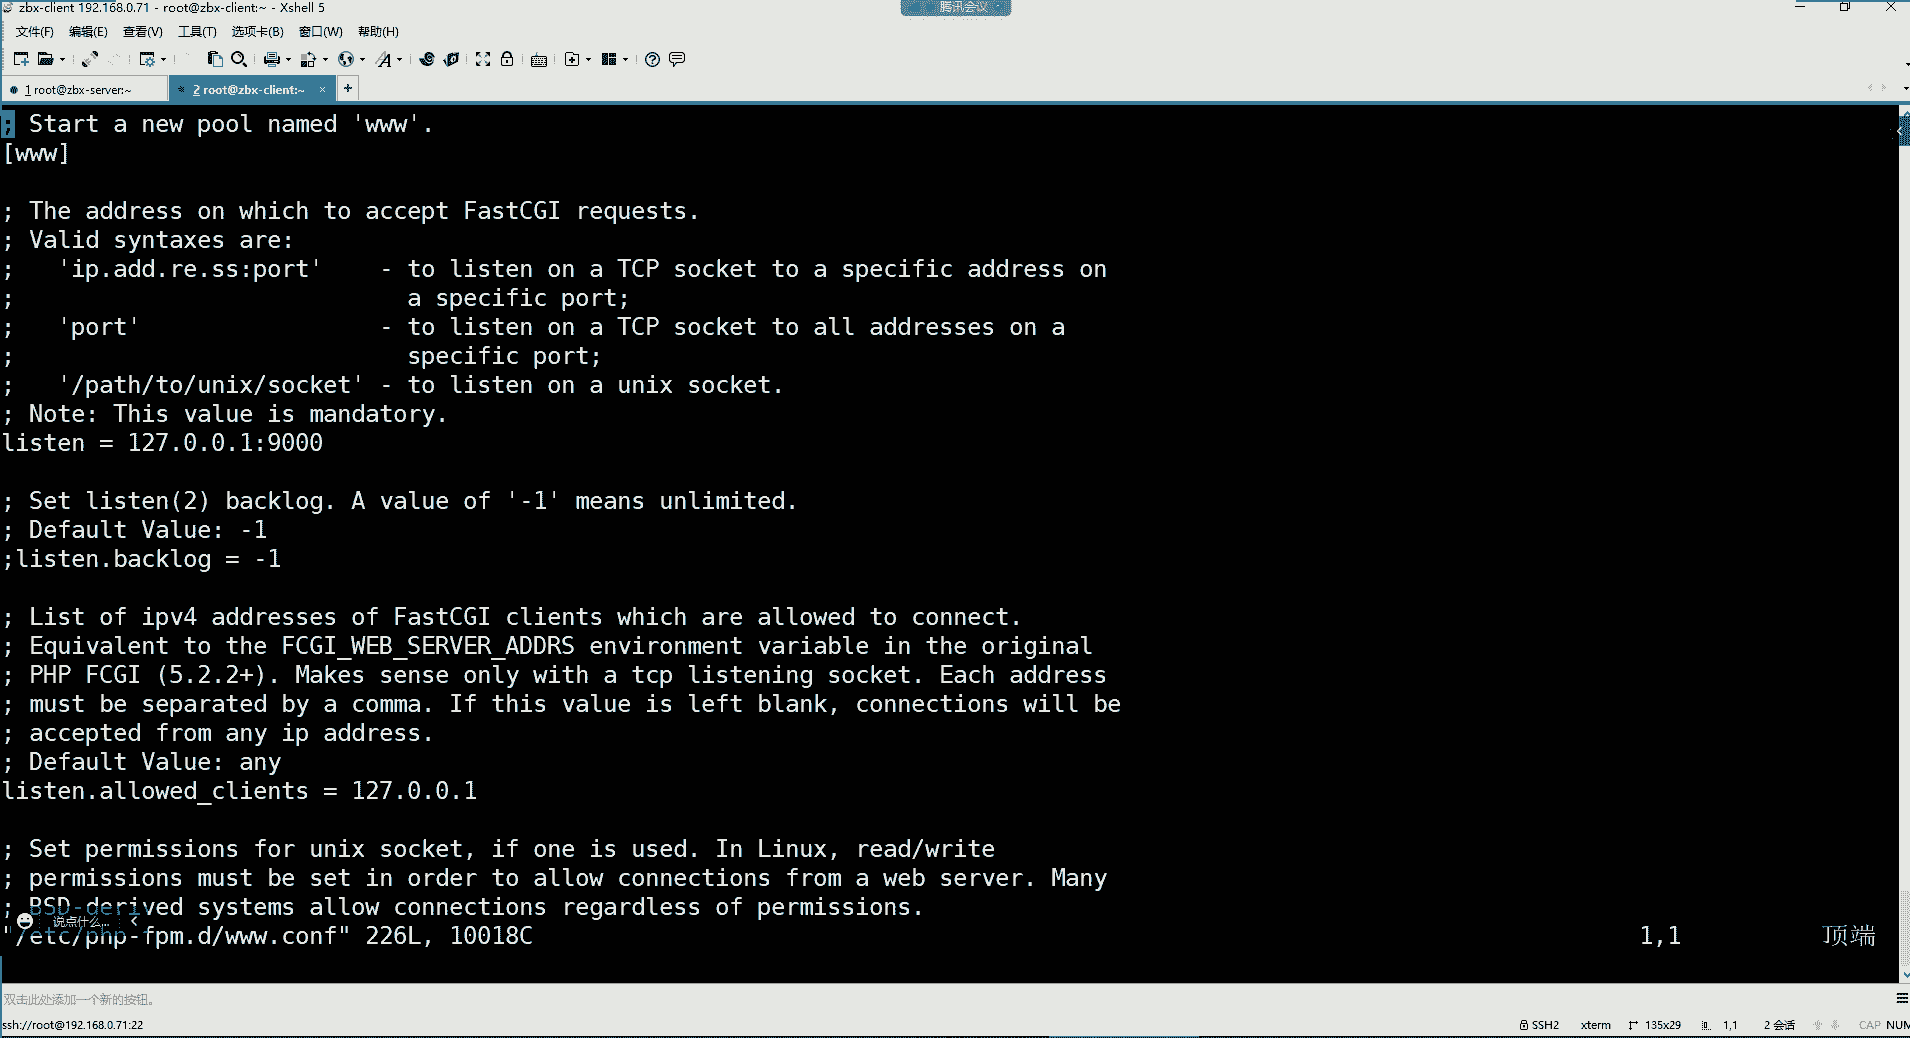 zbx-client 192.168.0.71 - root@zbx-client:~ - Xshell 5
腾讯会议
文件(F) 编辑(E) 查看(V) 工具(T) 选项卡(B) 窗口(W) 帮助(H)
1 root@zbx-server:~ 2 root@zbx-client:~ × +
; Start a new pool named 'www'.
[www]
; The address on which to accept FastCGI requests.
; Valid syntaxes are:
;   'ip.add.re.ss:port'    - to listen on a TCP socket to a specific address on
;                            a specific port;
;   'port'                 - to listen on a TCP socket to all addresses on a
;                            specific port;
;   '/path/to/unix/socket' - to listen on a unix socket.
; Note: This value is mandatory.
listen = 127.0.0.1:9000
; Set listen(2) backlog. A value of '-1' means unlimited.
; Default Value: -1
;listen.backlog = -1
; List of ipv4 addresses of FastCGI clients which are allowed to connect.
; Equivalent to the FCGI_WEB_SERVER_ADDRS environment variable in the original
; PHP FCGI (5.2.2+). Makes sense only with a tcp listening socket. Each address
; must be separated by a comma. If this value is left blank, connections will be
; accepted from any ip address.
; Default Value: any
listen.allowed_clients = 127.0.0.1
; Set permissions for unix socket, if one is used. In Linux, read/write
; permissions must be set in order to allow connections from a web server. Many
; BSD-derived systems allow connections regardless of permissions.
说点什么...
"/etc/php-fpm.d/www.conf" 226L, 10018C 1,1 顶端
双击此处添加一个新的按钮。
ssh://root@192.168.0.71:22 SSH2 xterm 135x29 1,1 2 会话 CAP NUM